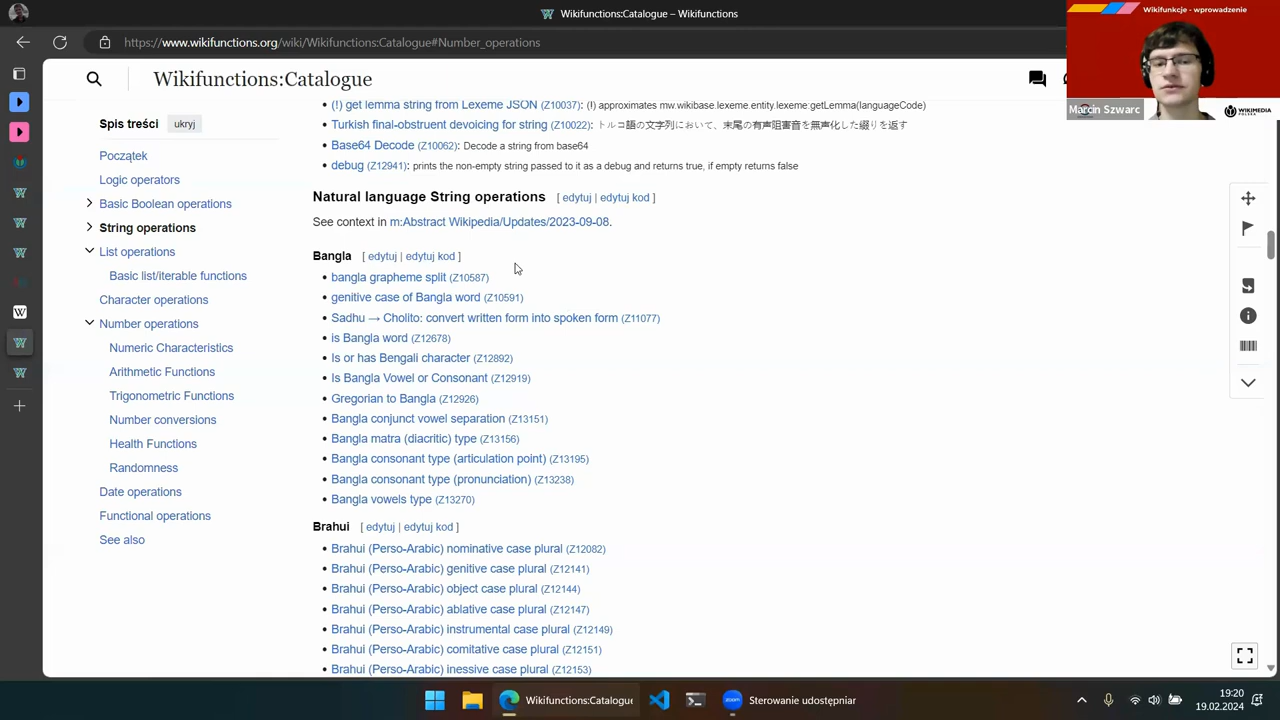 Wikifunctions:Catalogue – Wikifunctions
https://www.wikifunctions.org/wiki/Wikifunctions:Catalogue#Number_operations
Wikifunkcje - wprowadzenie
Marcin Szwarc
WIKIMEDIA
POLSKA
Wikifunctions:Catalogue
Spis treści ukryj
Początek
Logic operators
Basic Boolean operations
String operations
List operations
Basic list/iterable functions
Character operations
Number operations
Numeric Characteristics
Arithmetic Functions
Trigonometric Functions
Number conversions
Health Functions
Randomness
Date operations
Functional operations
See also
• (!) get lemma string from Lexeme JSON (Z10037): (!) approximates mw.wikibase.lexeme.entity.lexeme:getLemma(languageCode)
• Turkish final-obstruent devoicing for string (Z10022): トルコ語の文字列において、末尾の有声阻害音を無声化した綴りを返す
• Base64 Decode (Z10062): Decode a string from base64
• debug (Z12941): prints the non-empty string passed to it as a debug and returns true, if empty returns false
Natural language String operations [ edytuj | edytuj kod ]
See context in m:Abstract Wikipedia/Updates/2023-09-08.
Bangla [ edytuj | edytuj kod ]
• bangla grapheme split (Z10587)
• genitive case of Bangla word (Z10591)
• Sadhu → Cholito: convert written form into spoken form (Z11077)
• is Bangla word (Z12678)
• Is or has Bengali character (Z12892)
• Is Bangla Vowel or Consonant (Z12919)
• Gregorian to Bangla (Z12926)
• Bangla conjunct vowel separation (Z13151)
• Bangla matra (diacritic) type (Z13156)
• Bangla consonant type (articulation point) (Z13195)
• Bangla consonant type (pronunciation) (Z13238)
• Bangla vowels type (Z13270)
Brahui [ edytuj | edytuj kod ]
• Brahui (Perso-Arabic) nominative case plural (Z12082)
• Brahui (Perso-Arabic) genitive case plural (Z12141)
• Brahui (Perso-Arabic) object case plural (Z12144)
• Brahui (Perso-Arabic) ablative case plural (Z12147)
• Brahui (Perso-Arabic) instrumental case plural (Z12149)
• Brahui (Perso-Arabic) comitative case plural (Z12151)
• Brahui (Perso-Arabic) inessive case plural (Z12153)
Wikifunctions:Catalogue
zoom
Sterowanie udostępniar
19:20
19.02.2024